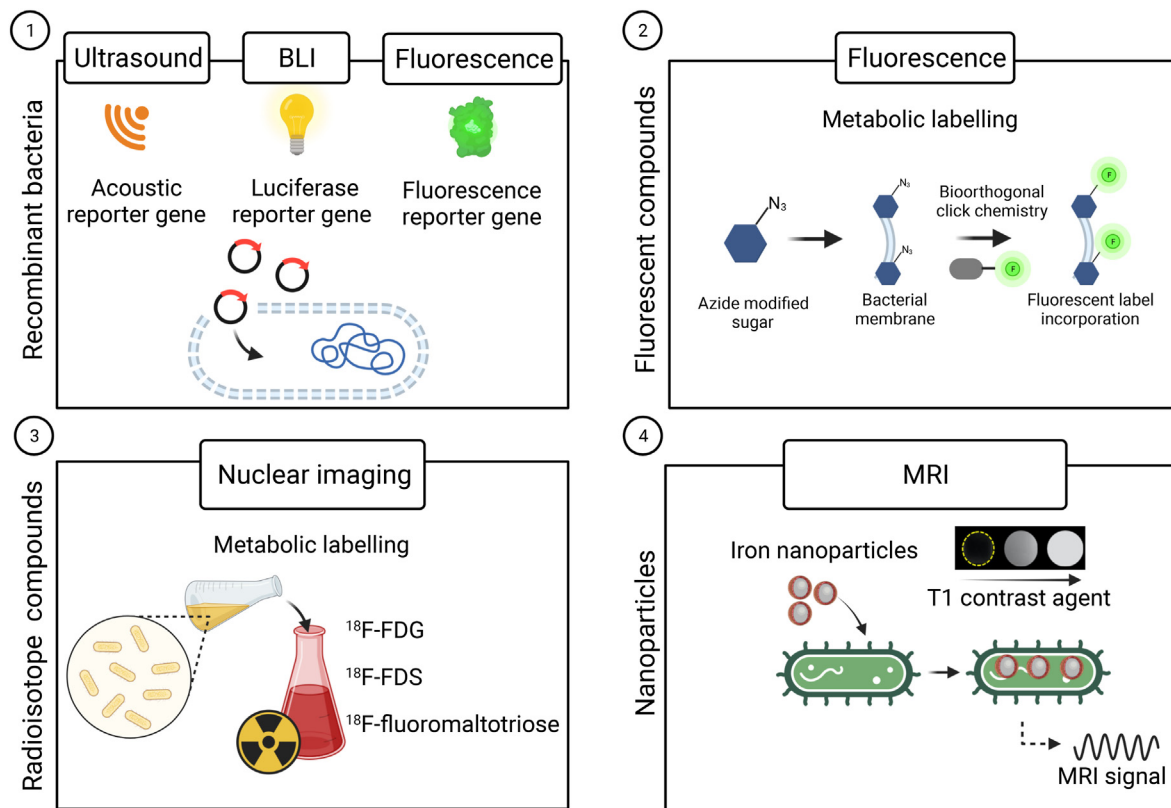 1
Recombinant bacteria
Ultrasound
BLI
Fluorescence
Acoustic
reporter gene
Luciferase
reporter gene
Fluorescence
reporter gene
2
Fluorescent compounds
Fluorescence
Metabolic labelling
N₃
Azide modified
sugar
N₃
N₃
Bacterial
membrane
Bioorthogonal
click chemistry
F
F
F
Fluorescent label
incorporation
3
Radioisotope compounds
Nuclear imaging
Metabolic labelling
¹⁸F-FDG
¹⁸F-FDS
¹⁸F-fluoromaltotriose
4
Nanoparticles
MRI
Iron nanoparticles
T1 contrast agent
MRI signal